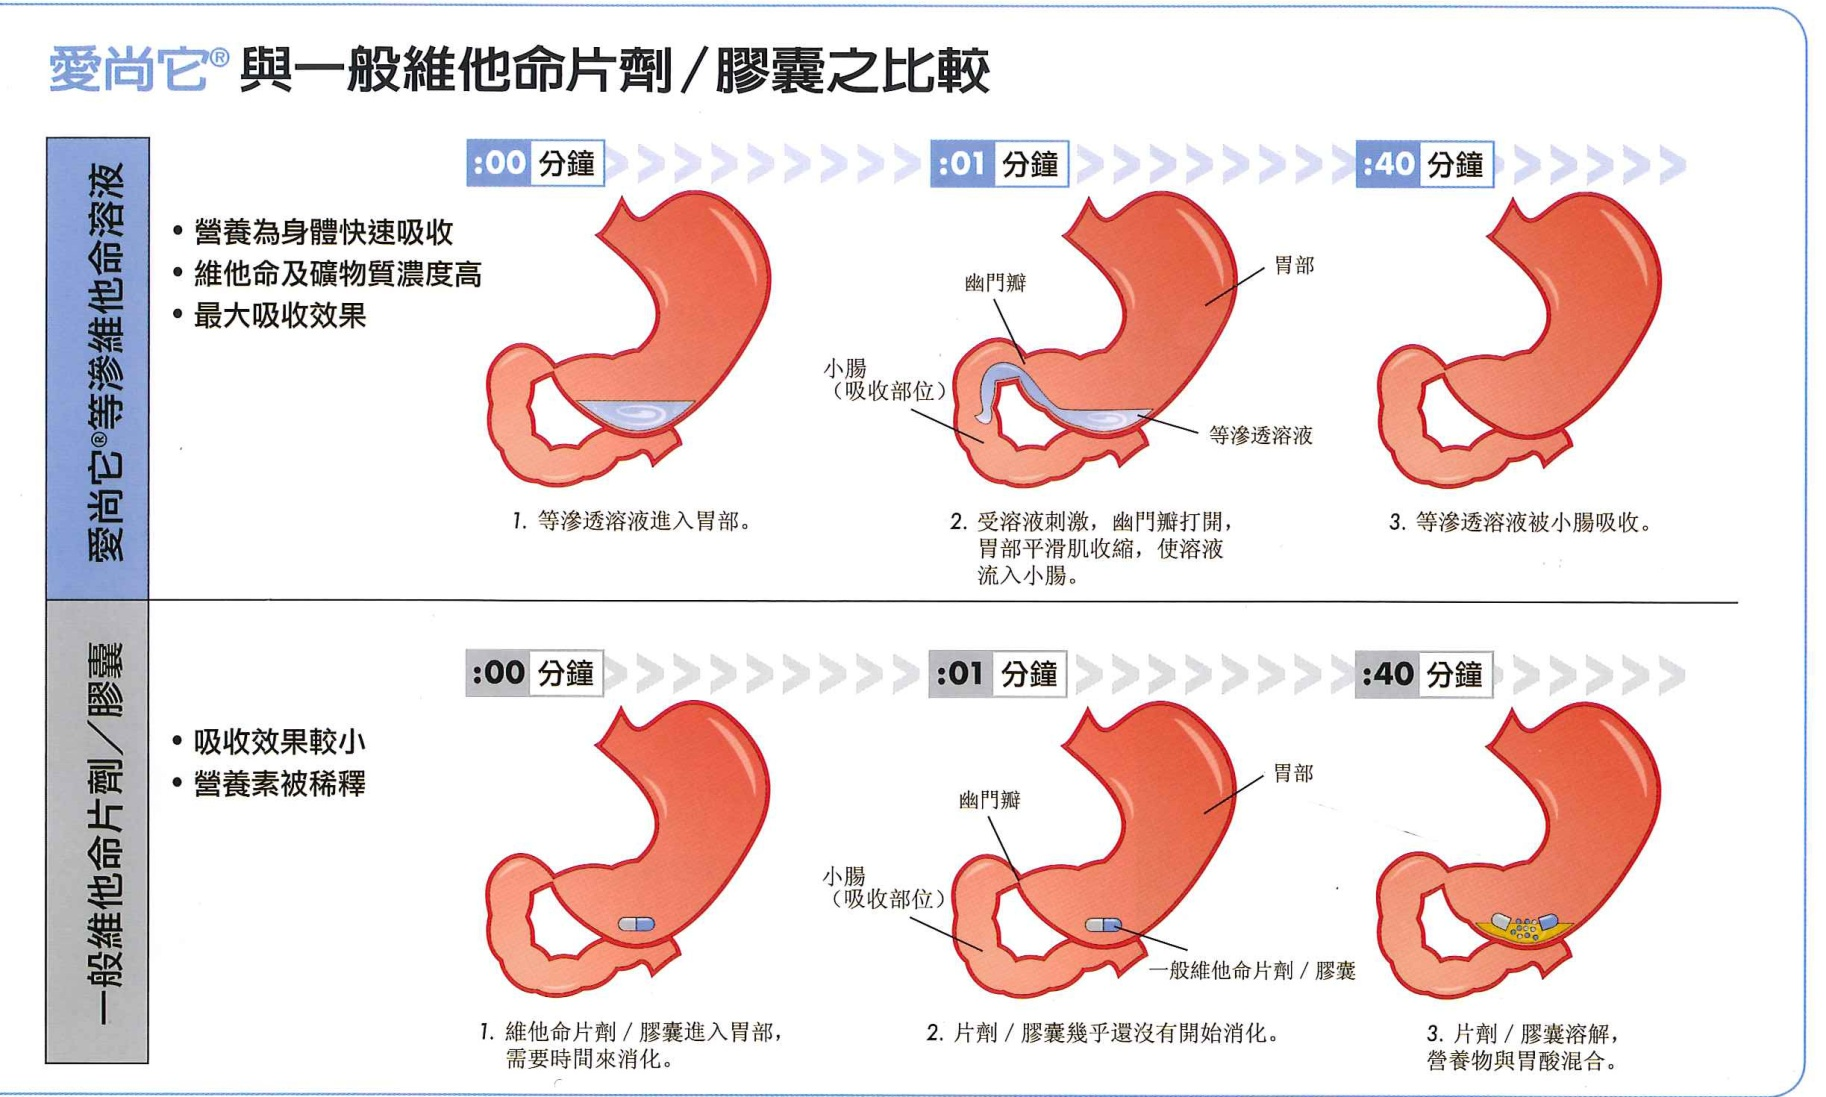 愛尚它® 與一般維他命片劑/膠囊之比較
愛尚它®等滲維他命溶液
• 營養為身體快速吸收
• 維他命及礦物質濃度高
• 最大吸收效果
:00 分鐘
:01 分鐘
:40 分鐘
幽門瓣
胃部
小腸
（吸收部位）
等滲透溶液
1. 等滲透溶液進入胃部。
2. 受溶液刺激，幽門瓣打開，
胃部平滑肌收縮，使溶液
流入小腸。
3. 等滲透溶液被小腸吸收。
一般維他命片劑/膠囊
• 吸收效果較小
• 營養素被稀釋
:00 分鐘
:01 分鐘
:40 分鐘
幽門瓣
胃部
小腸
（吸收部位）
一般維他命片劑/膠囊
1. 維他命片劑/膠囊進入胃部，
需要時間來消化。
2. 片劑/膠囊幾乎還沒有開始消化。
3. 片劑/膠囊溶解，
營養物與胃酸混合。